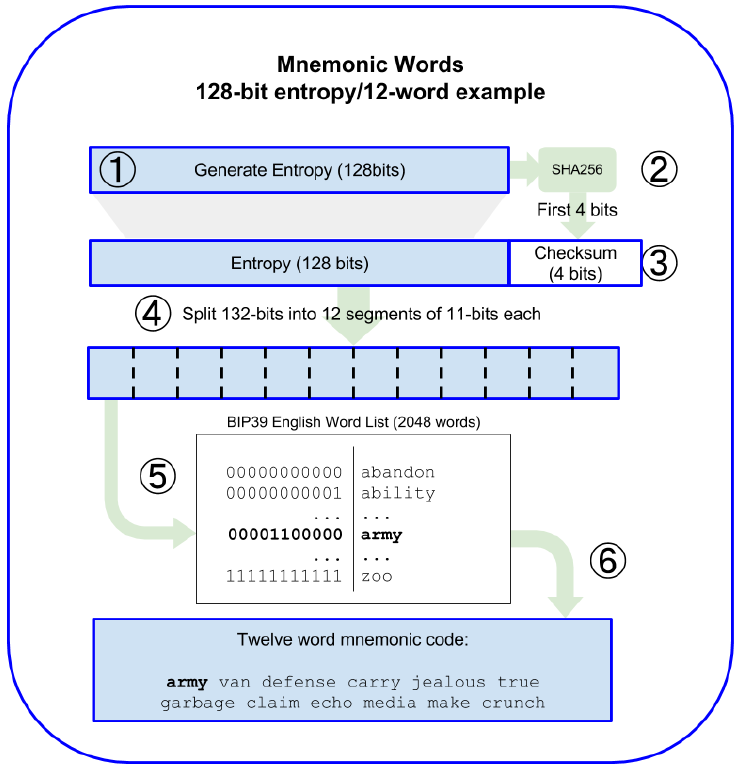 Mnemonic Words
128-bit entropy/12-word example
① Generate Entropy (128bits) SHA256 ②
First 4 bits
Entropy (128 bits) Checksum
(4 bits) ③
④ Split 132-bits into 12 segments of 11-bits each
BIP39 English Word List (2048 words)
⑤
00000000000 abandon
00000000001 ability
... ...
00001100000 army
... ...
11111111111 zoo
⑥
Twelve word mnemonic code:
army van defense carry jealous true
garbage claim echo media make crunch